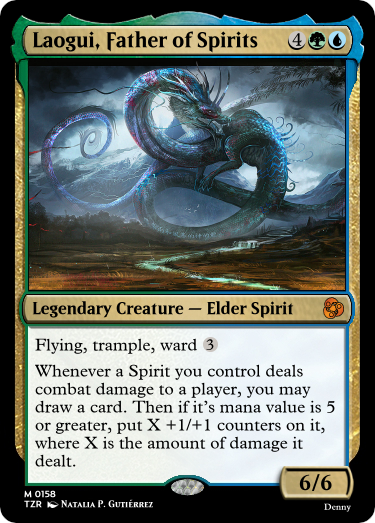 Laogui, Father of Spirits 4
Legendary Creature — Elder Spirit
Flying, trample, ward 3
Whenever a Spirit you control deals
combat damage to a player, you may
draw a card. Then if it's mana value is 5
or greater, put X +1/+1 counters on it,
where X is the amount of damage it
dealt.
6/6
M 0158
TZR Natalia P. Gutiérrez
Denny